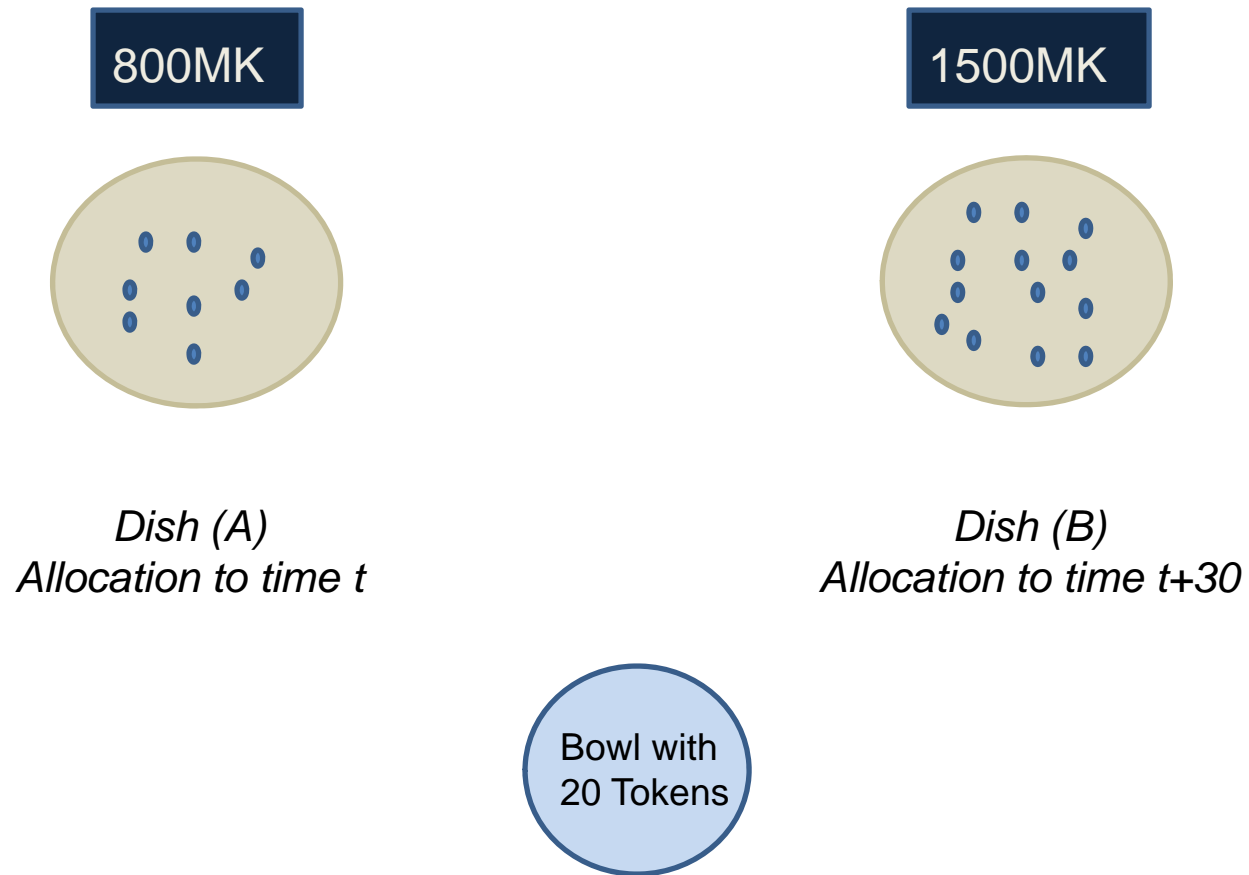 800MK
1500MK
Dish (A)
Allocation to time t
Dish (B)
Allocation to time t+30
Bowl with
20 Tokens